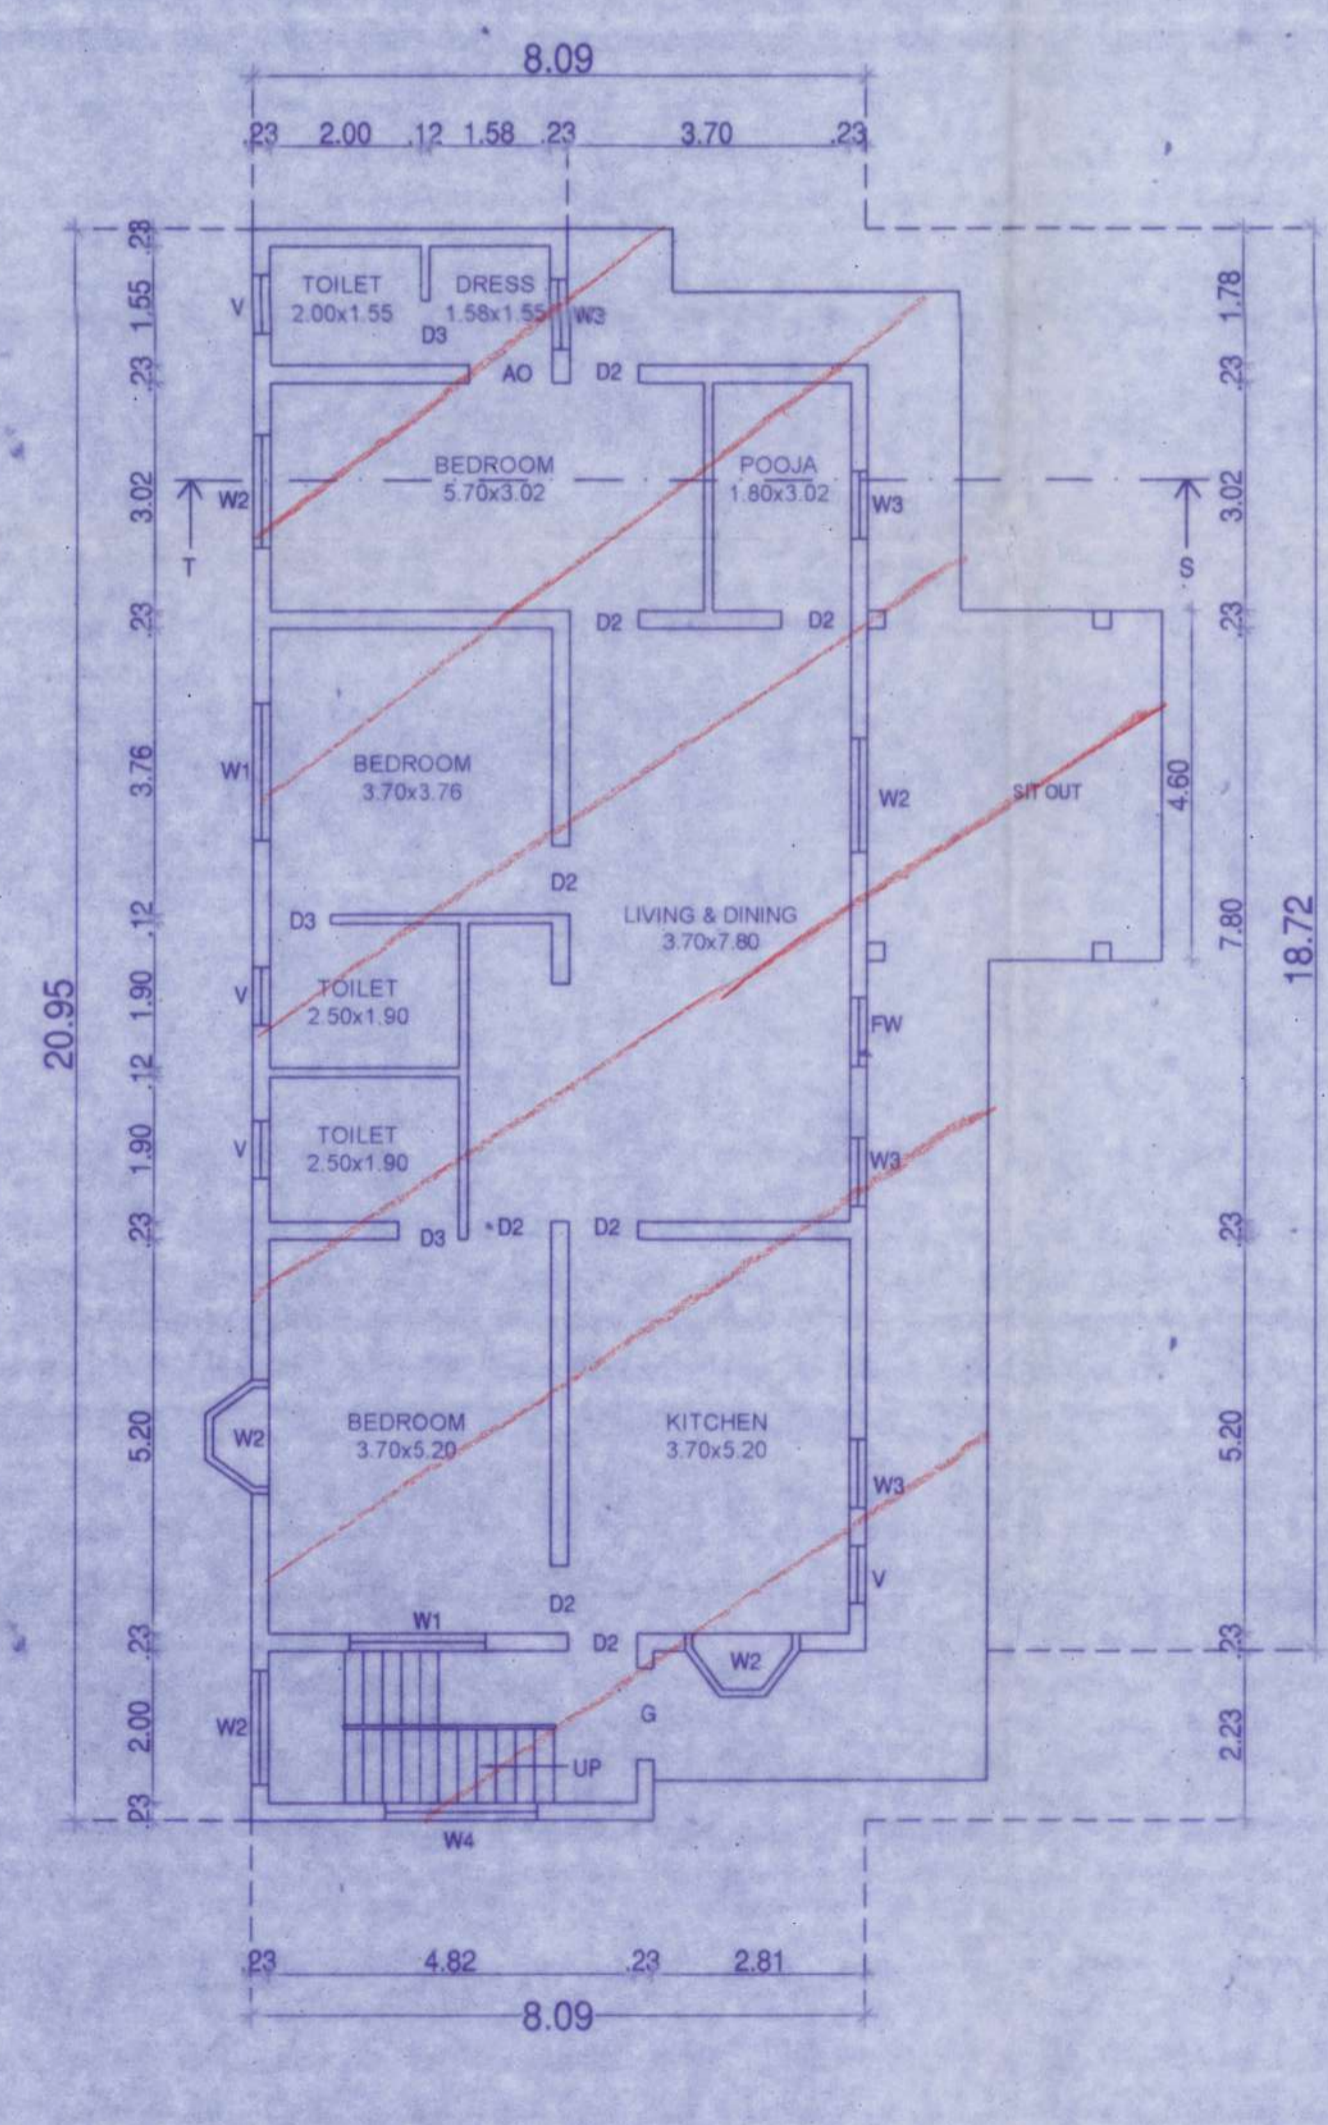 8.09
.23 2.00 .12 1.58 .23 3.70 .23
.23
1.55
.23
3.02
.23
3.76
.12
1.90
.12
1.90
.23
5.20
.23
2.00
.23
20.95
1.78
.23
3.02
.23
7.80
.23
5.20
.23
2.23
18.72
4.60
TOILET
2.00x1.55
DRESS
1.58x1.55
V
D3
W3
AO
D2
BEDROOM
5.70x3.02
POOJA
1.80x3.02
W2
W3
T
S
D2
D2
BEDROOM
3.70x3.76
W1
W2
SIT OUT
D2
D3
LIVING & DINING
3.70x7.80
TOILET
2.50x1.90
V
FW
TOILET
2.50x1.90
V
W3
D3
D2
D2
BEDROOM
3.70x5.20
KITCHEN
3.70x5.20
W2
W3
V
D2
W1
D2
W2
W2
G
UP
W4
.23 4.82 .23 2.81
8.09